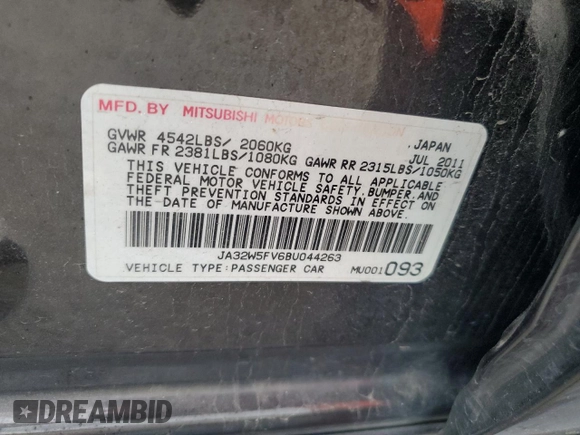 MFD. BY MITSUBISHI MOTORS
GVWR 4542LBS/ 2060KG JAPAN
GAWR FR 2381LBS/1080KG GAWR RR 2315LBS/1050KG JUL 2011
THIS VEHICLE CONFORMS TO ALL APPLICABLE
FEDERAL MOTOR VEHICLE SAFETY, BUMPER, AND
THEFT PREVENTION STANDARDS IN EFFECT ON
THE DATE OF MANUFACTURE SHOWN ABOVE.
JA32W5FV6BU044263
VEHICLE TYPE:PASSENGER CAR MU001093
DREAMBID